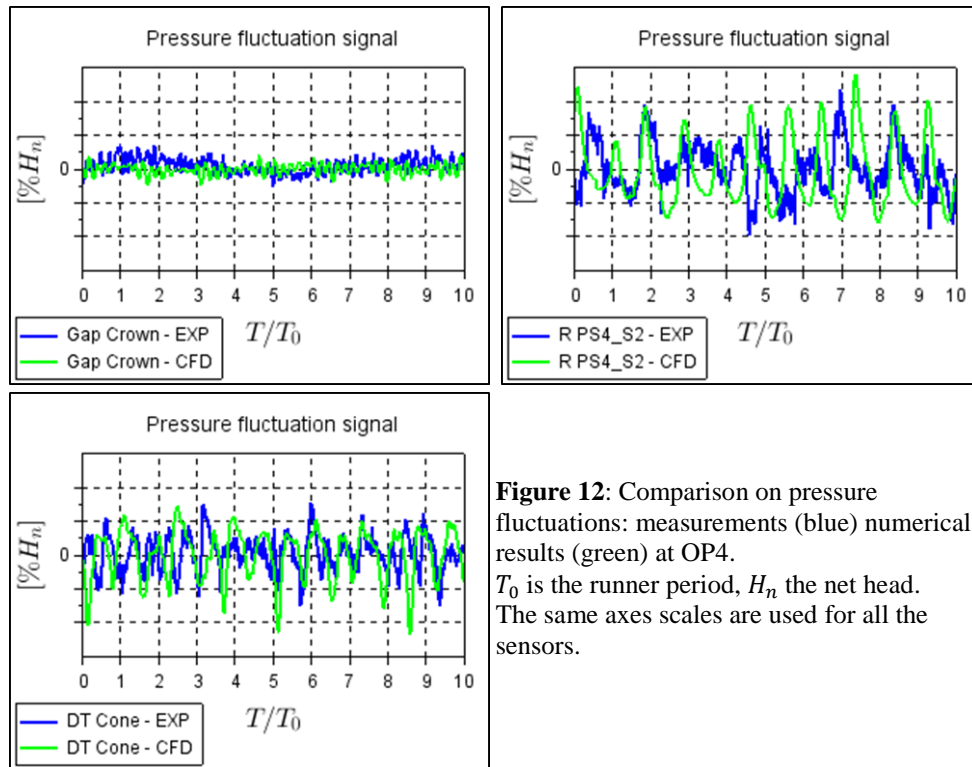 Pressure fluctuation signal
[%H_n]
0
0 1 2 3 4 5 6 7 8 9 10
T/T_0
Gap Crown - EXP
Gap Crown - CFD
Pressure fluctuation signal
[%H_n]
0
0 1 2 3 4 5 6 7 8 9 10
T/T_0
R PS4_S2 - EXP
R PS4_S2 - CFD
Pressure fluctuation signal
[%H_n]
0
0 1 2 3 4 5 6 7 8 9 10
T/T_0
DT Cone - EXP
DT Cone - CFD
Figure 12: Comparison on pressure
fluctuations: measurements (blue) numerical
results (green) at OP4.
T_0 is the runner period, H_n the net head.
The same axes scales are used for all the
sensors.